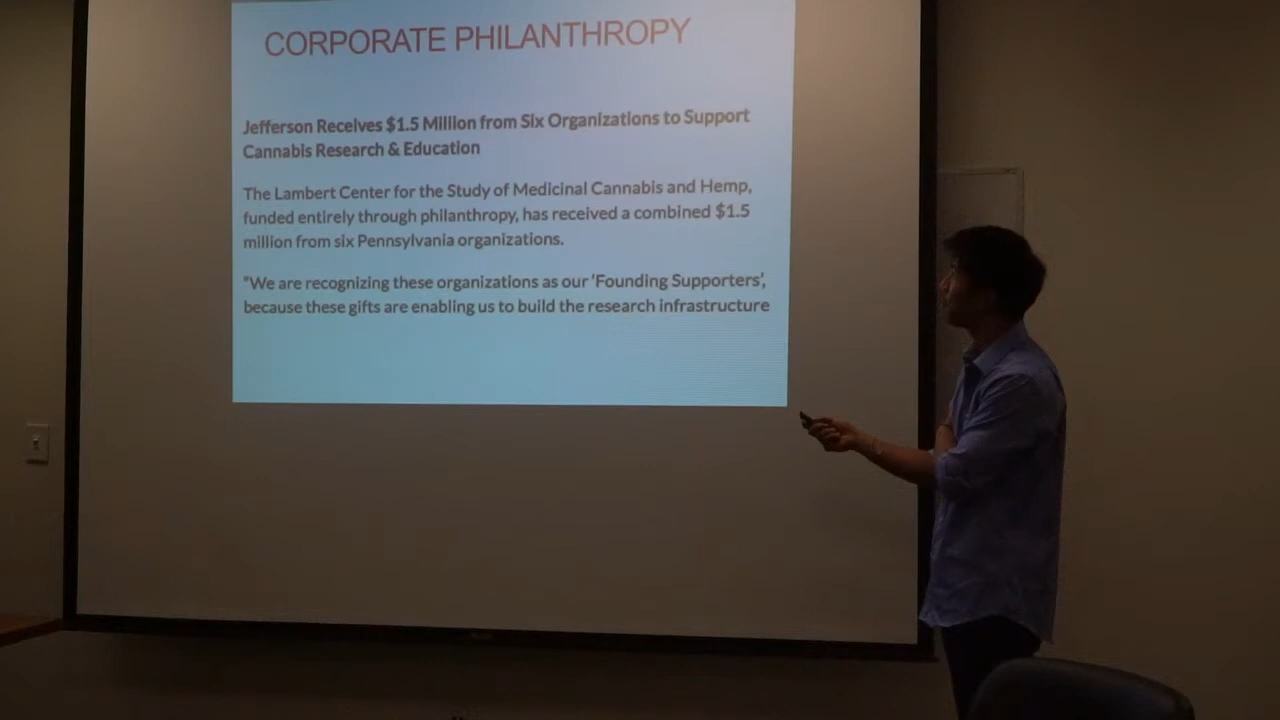 CORPORATE PHILANTHROPY
Jefferson Receives $1.5 Million from Six Organizations to Support
Cannabis Research & Education
The Lambert Center for the Study of Medicinal Cannabis and Hemp,
funded entirely through philanthropy, has received a combined $1.5
million from six Pennsylvania organizations.
"We are recognizing these organizations as our 'Founding Supporters',
because these gifts are enabling us to build the research infrastructure